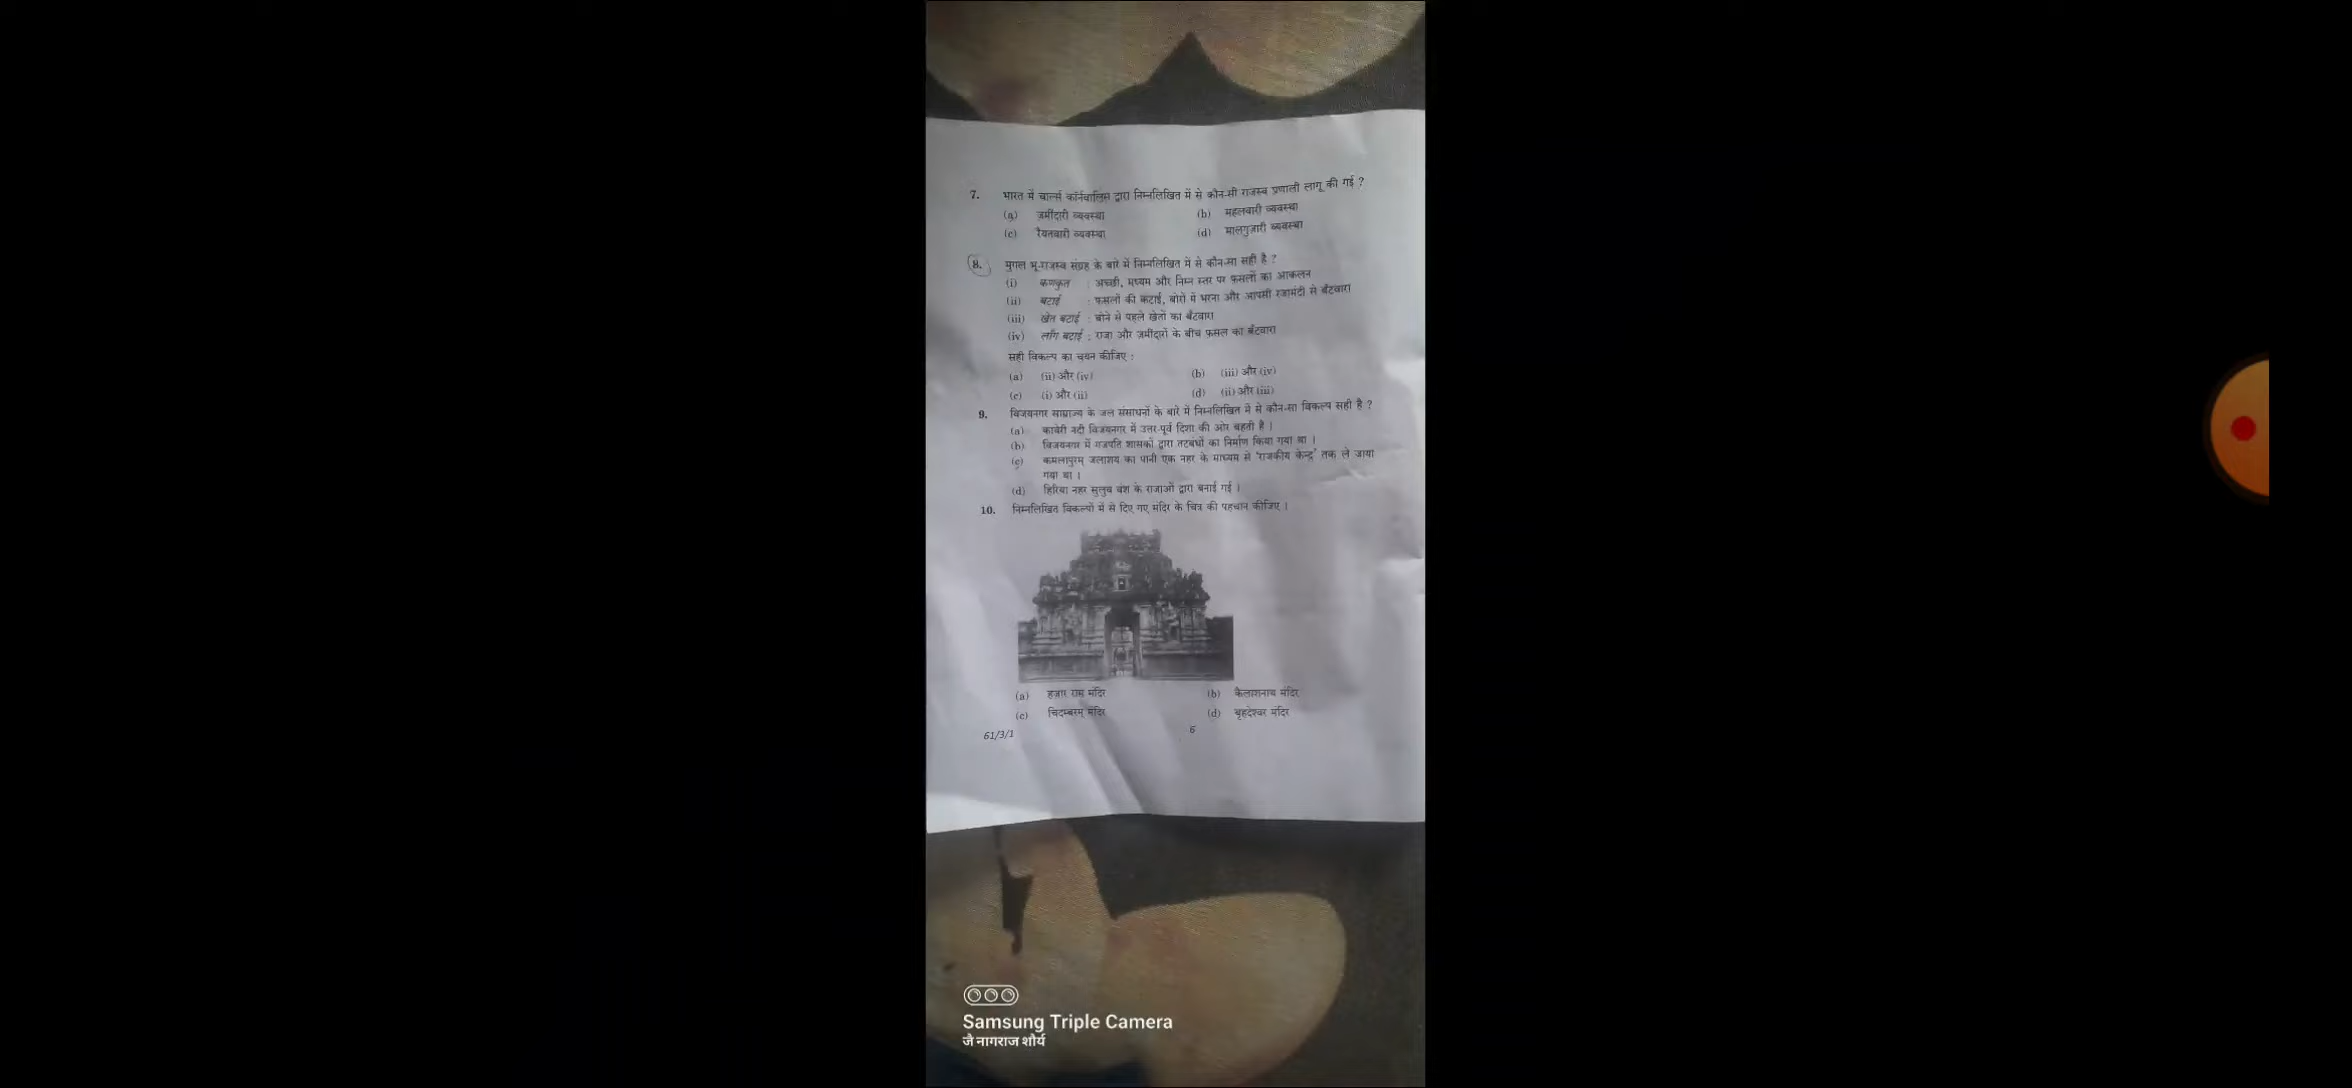 7. भारत में चार्ल्स कॉर्नवालिस द्वारा निम्नलिखित में से कौन-सी राजस्व प्रणाली लागू की गई ?
(a) ज़मींदारी व्यवस्था (b) महलवारी व्यवस्था
(c) रैयतवारी व्यवस्था (d) मालगुज़ारी व्यवस्था
8. मुग़ल भू-राजस्व संग्रह के बारे में निम्नलिखित में से कौन-सा सही है ?
(i) कणकुत : अच्छी, मध्यम और निम्न स्तर पर फ़सलों का आकलन
(ii) बटाई : फ़सलों की कटाई, बोरों में भरना और आपसी रजामंदी से बँटवारा
(iii) खेत बटाई : बोने से पहले खेतों का बँटवारा
(iv) लाँग बटाई : राजा और ज़मींदारों के बीच फ़सल का बँटवारा
सही विकल्प का चयन कीजिए :
(a) (ii) और (iv) (b) (iii) और (iv)
(c) (i) और (ii) (d) (ii) और (iii)
9. विजयनगर साम्राज्य के जल संसाधनों के बारे में निम्नलिखित में से कौन-सा विकल्प सही है ?
(a) कावेरी नदी विजयनगर में उत्तर-पूर्व दिशा की ओर बहती है ।
(b) विजयनगर में गजपति शासकों द्वारा तटबंधों का निर्माण किया गया था ।
(c) कमलापुरम् जलाशय का पानी एक नहर के माध्यम से 'राजकीय केन्द्र' तक ले जाया
गया था ।
(d) हिरिया नहर सुलुव वंश के राजाओं द्वारा बनाई गई ।
10. निम्नलिखित विकल्पों में से दिए गए मंदिर के चित्र की पहचान कीजिए ।
(a) हज़ार राम मंदिर (b) कैलाशनाथ मंदिर
(c) चिदम्बरम् मंदिर (d) बृहदेश्वर मंदिर
61/3/1 6
Samsung Triple Camera
जै नागराज शौर्य